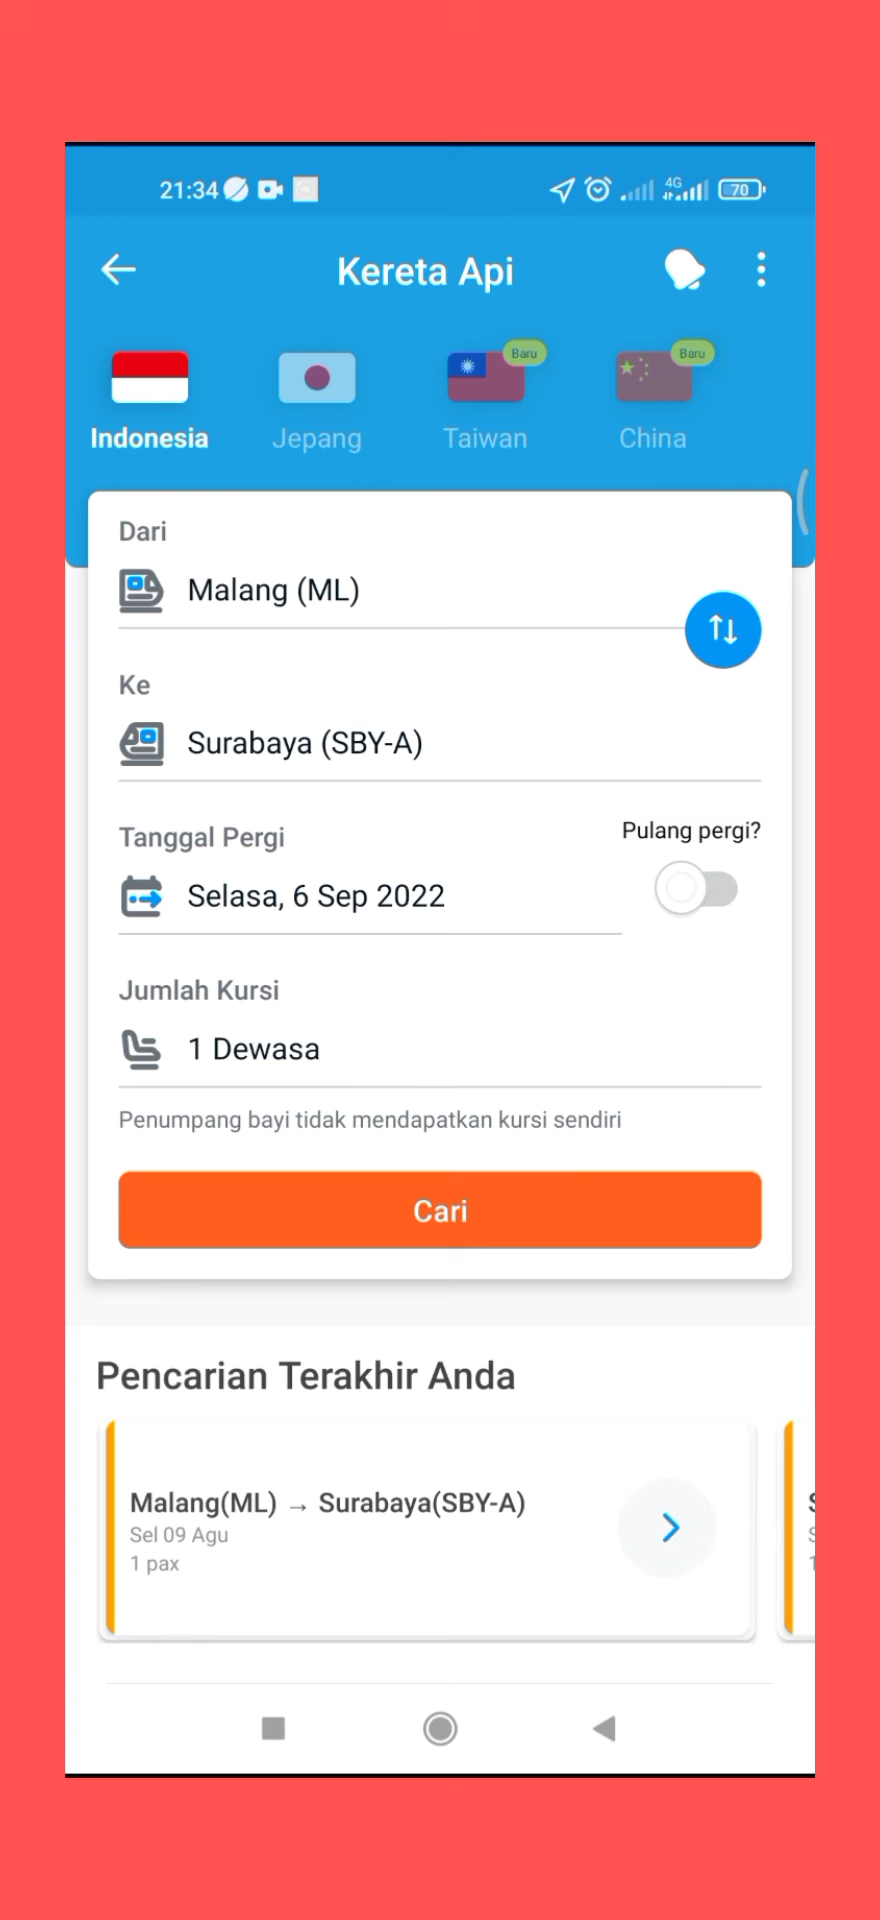 21:34
4G
70
Kereta Api
Baru
Baru
Indonesia
Jepang
Taiwan
China
Dari
Malang (ML)
Ke
Surabaya (SBY-A)
Tanggal Pergi
Pulang pergi?
Selasa, 6 Sep 2022
Jumlah Kursi
1 Dewasa
Penumpang bayi tidak mendapatkan kursi sendiri
Cari
Pencarian Terakhir Anda
Malang(ML) → Surabaya(SBY-A)
Sel 09 Agu
1 pax